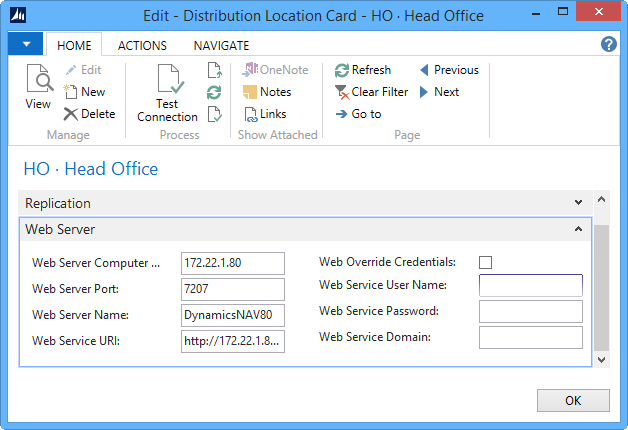 Edit - Distribution Location Card - HO · Head Office
HOME ACTIONS NAVIGATE
View
Edit
New
Delete
Manage
Test
Connection
Process
OneNote
Notes
Links
Show Attached
Refresh
Clear Filter
Go to
Previous
Next
Page
HO · Head Office
Replication
Web Server
Web Server Computer ... 172.22.1.80
Web Server Port: 7207
Web Server Name: DynamicsNAV80
Web Service URI: http://172.22.1.8...
Web Override Credentials:
Web Service User Name:
Web Service Password:
Web Service Domain:
OK